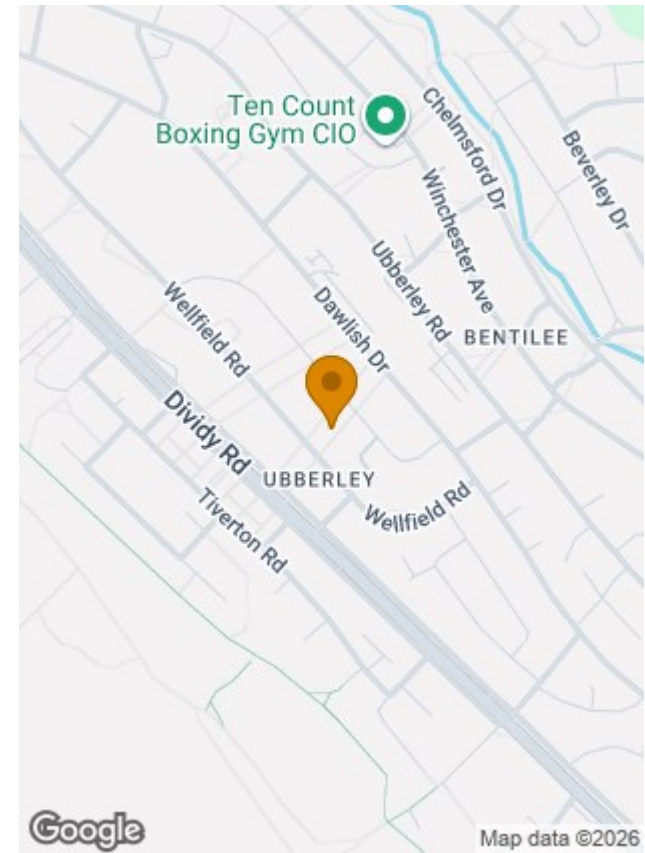 Ten Count
Boxing Gym CIO
Chelmsford Dr
Beverley Dr
Winchester Ave
Ubberley Rd
Wellfield Rd
Dawlish Dr
BENTILEE
Dividy Rd
UBBERLEY
Wellfield Rd
Tiverton Rd
Google
Map data ©2026